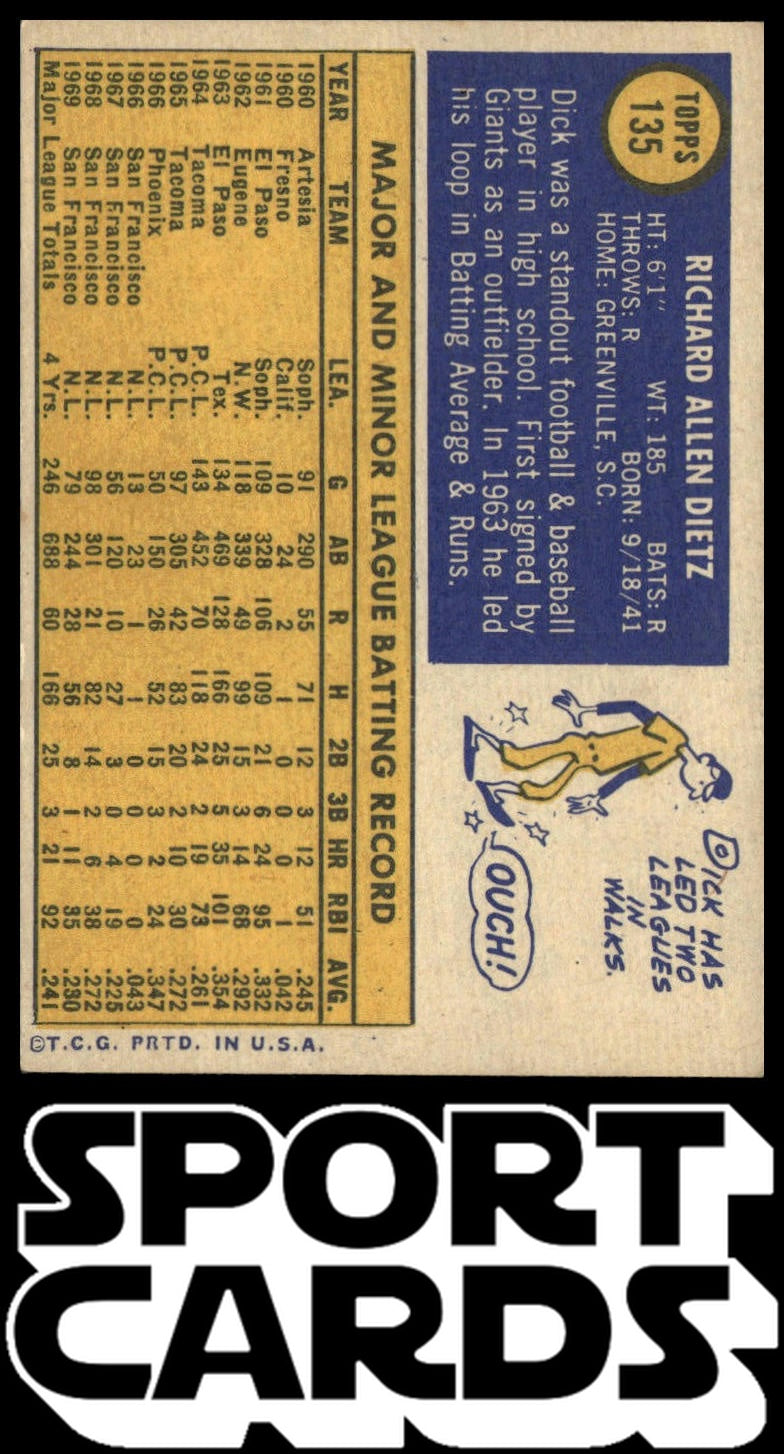 TOPPS
135
RICHARD ALLEN DIETZ
HT: 6'1" WT: 185 BATS: R
THROWS: R BORN: 9/18/41
HOME: GREENVILLE, S.C.
Dick was a standout football & baseball
player in high school. First signed by
Giants as an outfielder. In 1963 he led
his loop in Batting Average & Runs.
DICK HAS
LED TWO
LEAGUES
IN
WALKS.
OUCH!
MAJOR AND MINOR LEAGUE BATTING RECORD
YEAR TEAM LEA. G AB R H 2B 3B HR RBI AVG.
1960 Artesia Soph. 91 290 55 71 12 3 12 51 .245
1960 Fresno Calif. 10 24 2 1 0 0 0 1 .042
1961 El Paso Soph. 109 328 106 109 21 6 24 95 .332
1962 Eugene N.W. 118 339 49 99 15 3 14 68 .292
1963 El Paso Tex. 134 469 128 166 25 5 35 101 .354
1964 Tacoma P.C.L. 143 452 70 118 24 2 19 73 .261
1965 Tacoma P.C.L. 97 305 42 83 20 2 10 30 .272
1966 Phoenix P.C.L. 50 150 26 52 15 3 2 24 .347
1966 San Francisco N.L. 13 23 1 1 0 0 0 0 .043
1967 San Francisco N.L. 56 120 10 27 3 0 4 19 .225
1968 San Francisco N.L. 98 301 21 82 14 2 6 38 .272
1969 San Francisco N.L. 79 244 28 56 8 1 11 35 .230
Major League Totals 4 Yrs. 246 688 60 166 25 3 21 92 .241
©T.C.G. PRTD. IN U.S.A.
SPORT
CARDS